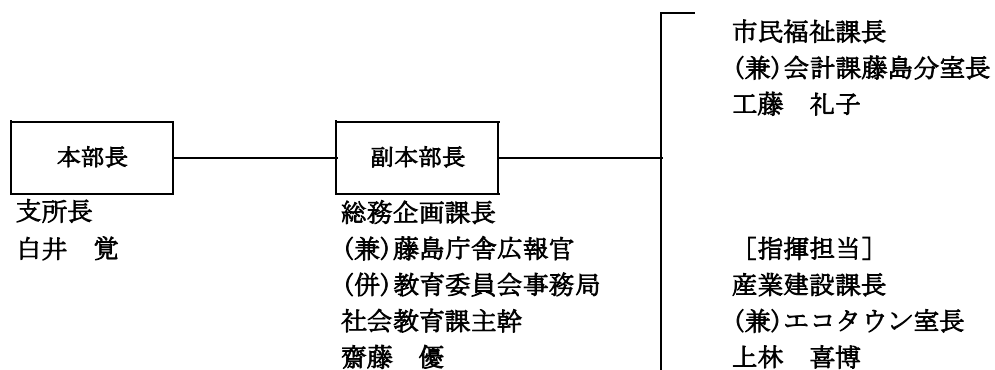 本部長
支所長
白井　覚
副本部長
総務企画課長
(兼)藤島庁舎広報官
(併)教育委員会事務局
社会教育課主幹
齋藤　優
市民福祉課長
(兼)会計課藤島分室長
工藤　礼子
［指揮担当］
産業建設課長
(兼)エコタウン室長
上林　喜博